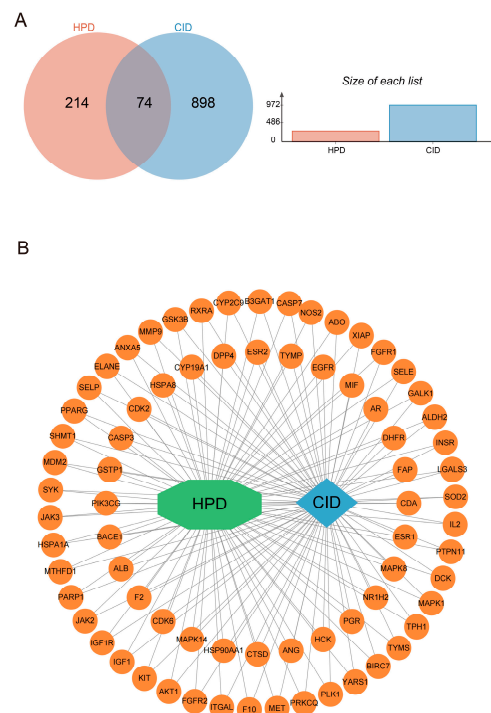 A
HPD
CID
214
74
898
Size of each list
972
486
0
HPD
CID
B
CYP2C9
B3GAT1
CASP7
RXRA
NOS2
GSK3B
ADO
MMP9
XIAP
ANXA5
FGFR1
ELANE
SELE
SELP
GALK1
PPARG
ALDH2
SHMT1
INSR
MDM2
LGALS3
SYK
SOD2
JAK3
IL2
HSPA1A
PTPN11
MTHFD1
DCK
PARP1
MAPK1
JAK2
TPH1
IGF1R
TYMS
IGF1
BIRC7
KIT
YARS1
AKT1
PLK1
FGFR2
PRKCQ
ITGAL
F10
MET
DPP4
ESR2
TYMP
CYP19A1
EGFR
HSPA8
MIF
CDK2
AR
CASP3
DHFR
GSTP1
FAP
PIK3CG
CDA
BACE1
ESR1
ALB
MAPK8
F2
NR1H2
CDK6
PGR
MAPK14
HCK
HSP90AA1
CTSD
ANG
HPD
CID